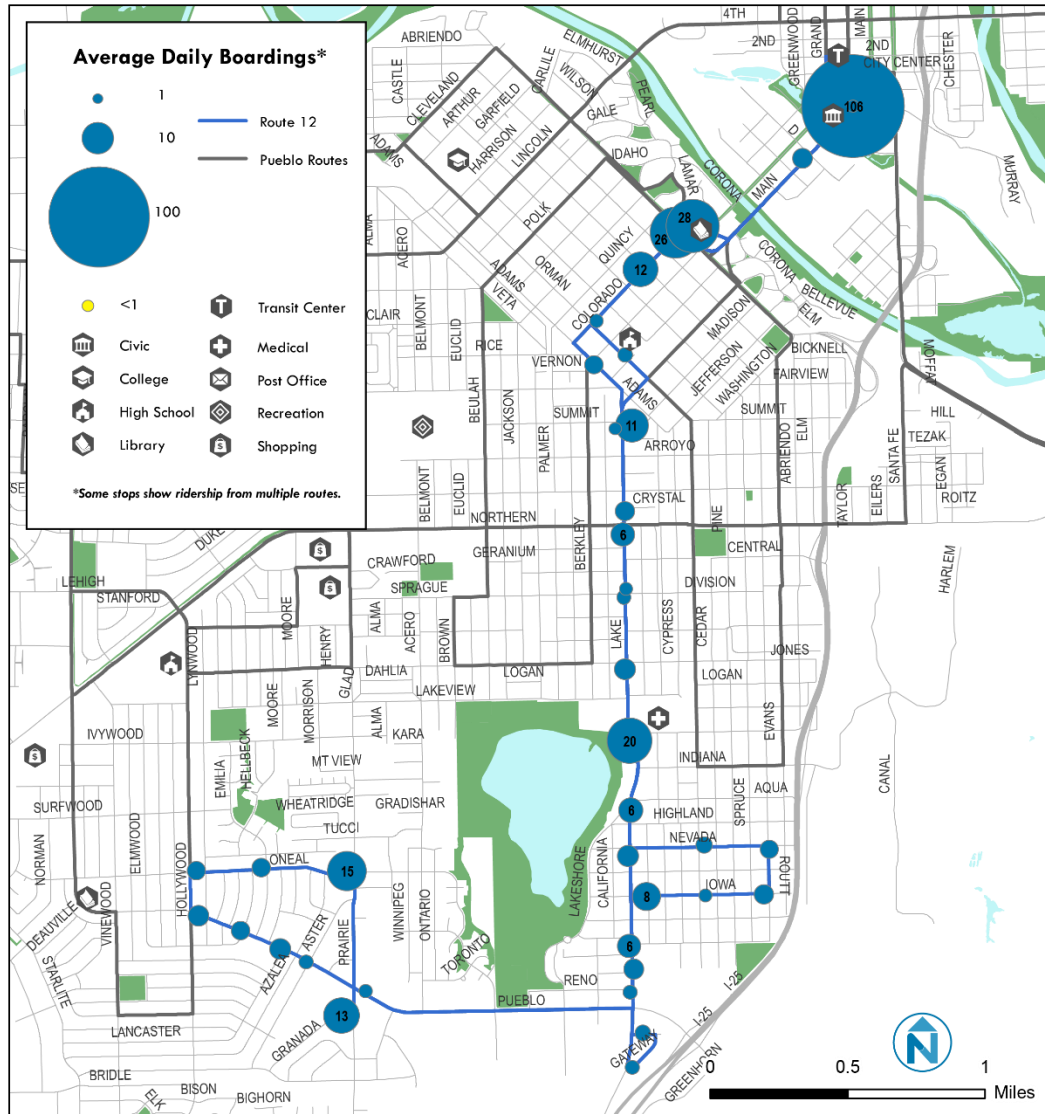 Average Daily Boardings*
1
10
100
Route 12
Pueblo Routes
<1
Civic
College
High School
Library
Transit Center
Medical
Post Office
Recreation
Shopping
*Some stops show ridership from multiple routes.
4TH
GREENWOOD
GRAND
MAIN
2ND
2ND
CITY CENTER
CHESTER
ABRIENDO
CASTLE
CARLILE
ELMHURST
WILSON
PEARL
GALE
CLEVELAND
ARTHUR
GARFIELD
HARRISON
LINCOLN
ADAMS
IDAHO
LAMAR
CORONA
D
MAIN
MURRAY
106
28
26
12
POLK
QUINCY
ORMAN
ALMA
ACERO
ADAMS
VETA
COLORADO
CORONA
BELLEVUE
ELM
MADISON
JEFFERSON
WASHINGTON
BICKNELL
FAIRVIEW
MOFFAT
CLAIR
BELMONT
EUCLID
RICE
VERNON
BEULAH
JACKSON
PALMER
SUMMIT
ADAMS
SUMMIT
11
ARROYO
ABRIENDO
ELM
HILL
TEZAK
SANTA FE
EGAN
ROITZ
EILERS
TAYLOR
BELMONT
EUCLID
CRYSTAL
NORTHERN
PINE
SE
DUKE
6
GERANIUM
BERKLEY
CENTRAL
HARLEM
CRAWFORD
SPRAGUE
DIVISION
LEHIGH
STANFORD
MOORE
HENRY
ALMA
ACERO
BROWN
LAKE
CYPRESS
CEDAR
JONES
LYNWOOD
GLAD
DAHLIA
LOGAN
LOGAN
LAKEVIEW
MOORE
MORRISON
ALMA
KARA
EVANS
IVYWOOD
HELLBECK
EMILIA
MT VIEW
20
INDIANA
CANAL
SURFWOOD
WHEATRIDGE
GRADISHAR
AQUA
SPRUCE
TUCCI
6
HIGHLAND
NEVADA
NORMAN
ELMWOOD
HOLLYWOOD
ONEAL
15
LAKESHORE
CALIFORNIA
ROUTT
IOWA
8
DEAUVILLE
VINEWOOD
ASTER
PRAIRIE
WINNIPEG
ONTARIO
TORONTO
6
STARLITE
AZALEA
RENO
PUEBLO
I-25
I-25
LANCASTER
GRANADA
13
GATEWAY
GREENHORN
BRIDLE
BISON
BIGHORN
ELK
N
0
0.5
1
Miles